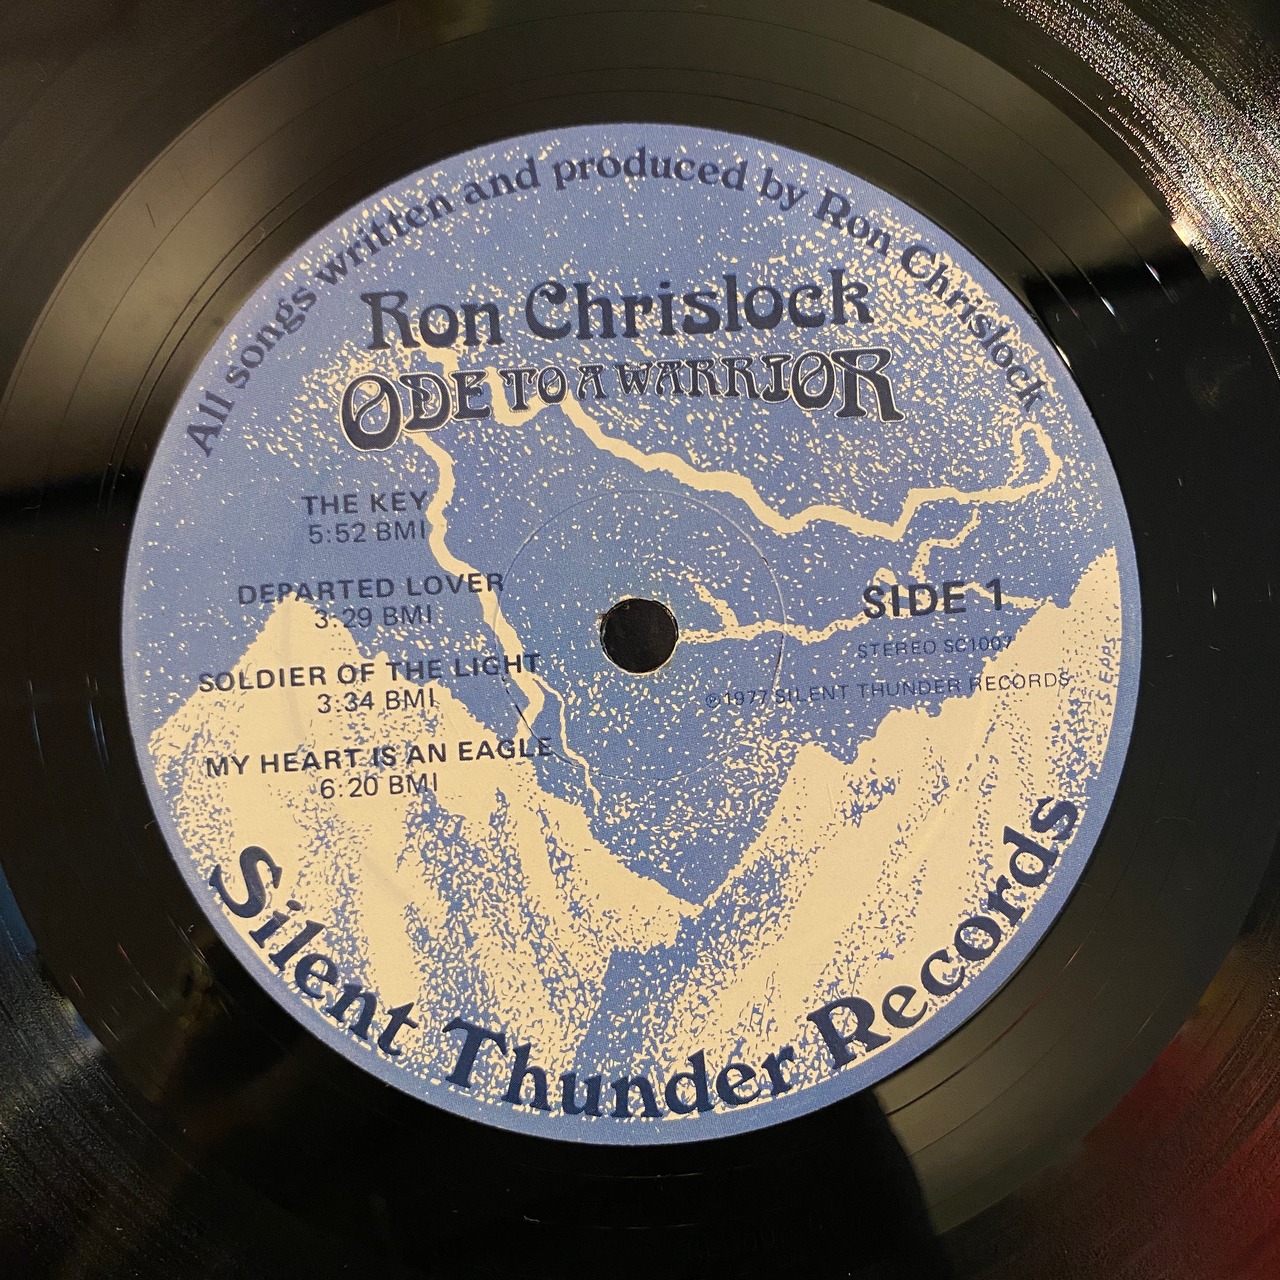 All songs written and produced by Ron Chrislock
Ron Chrislock
ODE TO A WARRIOR
THE KEY
5:52 BMI
DEPARTED LOVER
3:29 BMI
SOLDIER OF THE LIGHT
3:34 BMI
MY HEART IS AN EAGLE
6:20 BMI
SIDE 1
STEREO SC1007
℗1977 SILENT THUNDER RECORDS
EPPS
Silent Thunder Records